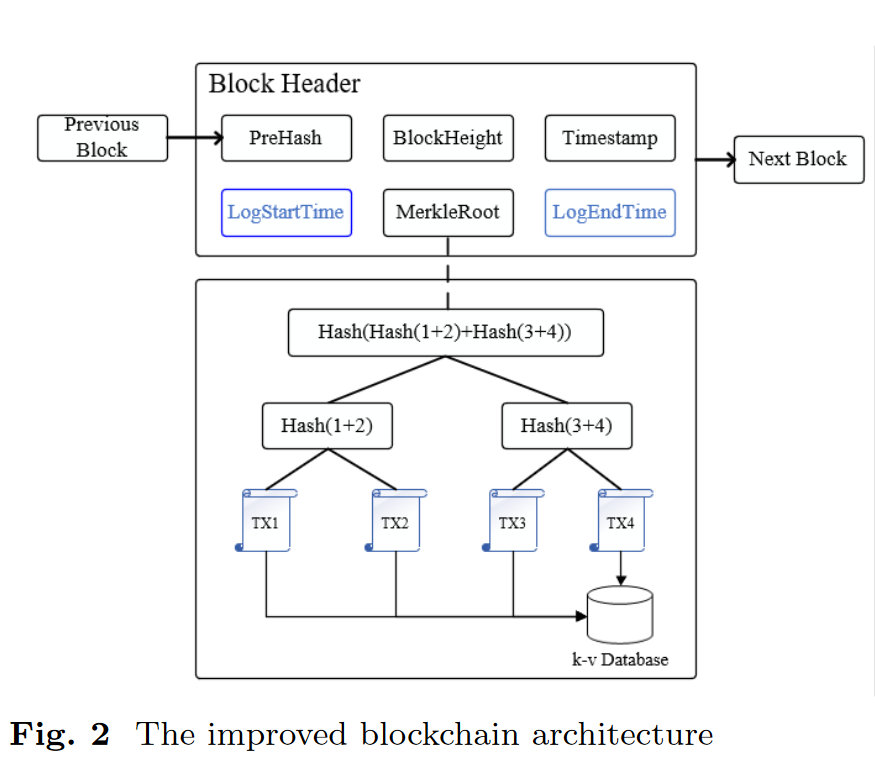 Block Header
Previous
Block
PreHash
BlockHeight
Timestamp
Next Block
LogStartTime
MerkleRoot
LogEndTime
Hash(Hash(1+2)+Hash(3+4))
Hash(1+2)
Hash(3+4)
TX1
TX2
TX3
TX4
k-v Database
Fig. 2 The improved blockchain architecture